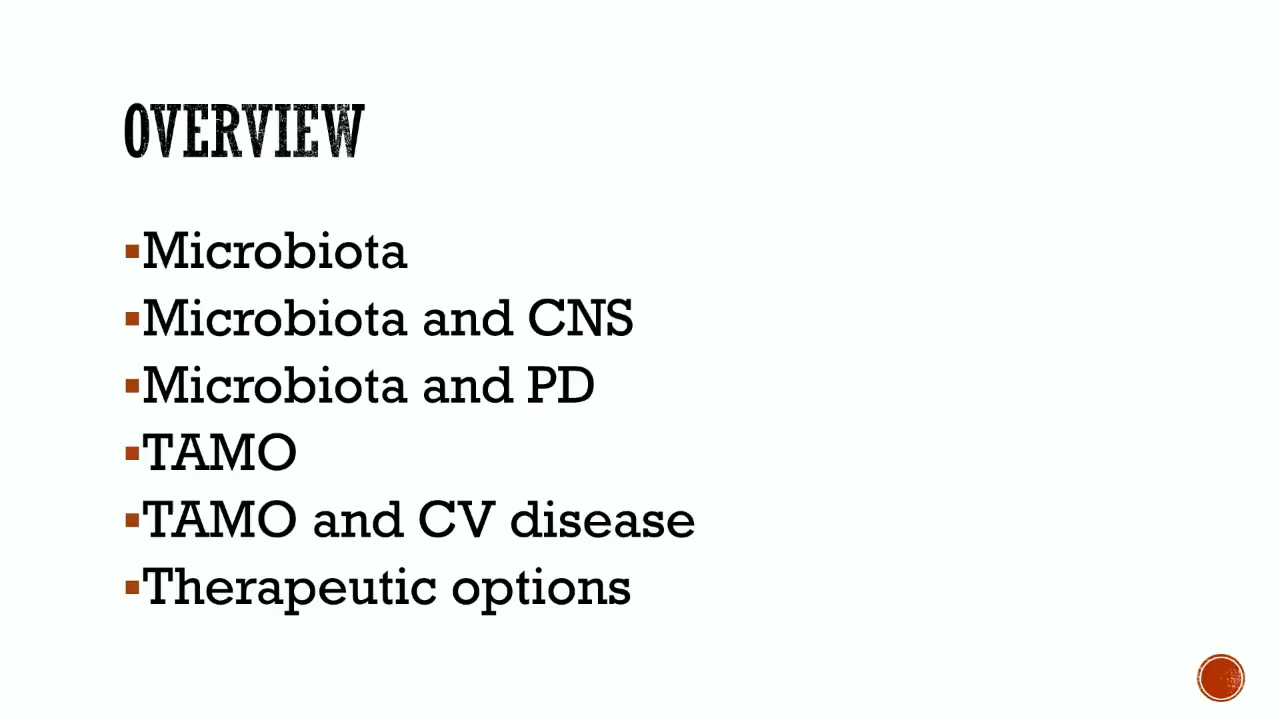 OVERVIEW
▪Microbiota
▪Microbiota and CNS
▪Microbiota and PD
▪TAMO
▪TAMO and CV disease
▪Therapeutic options